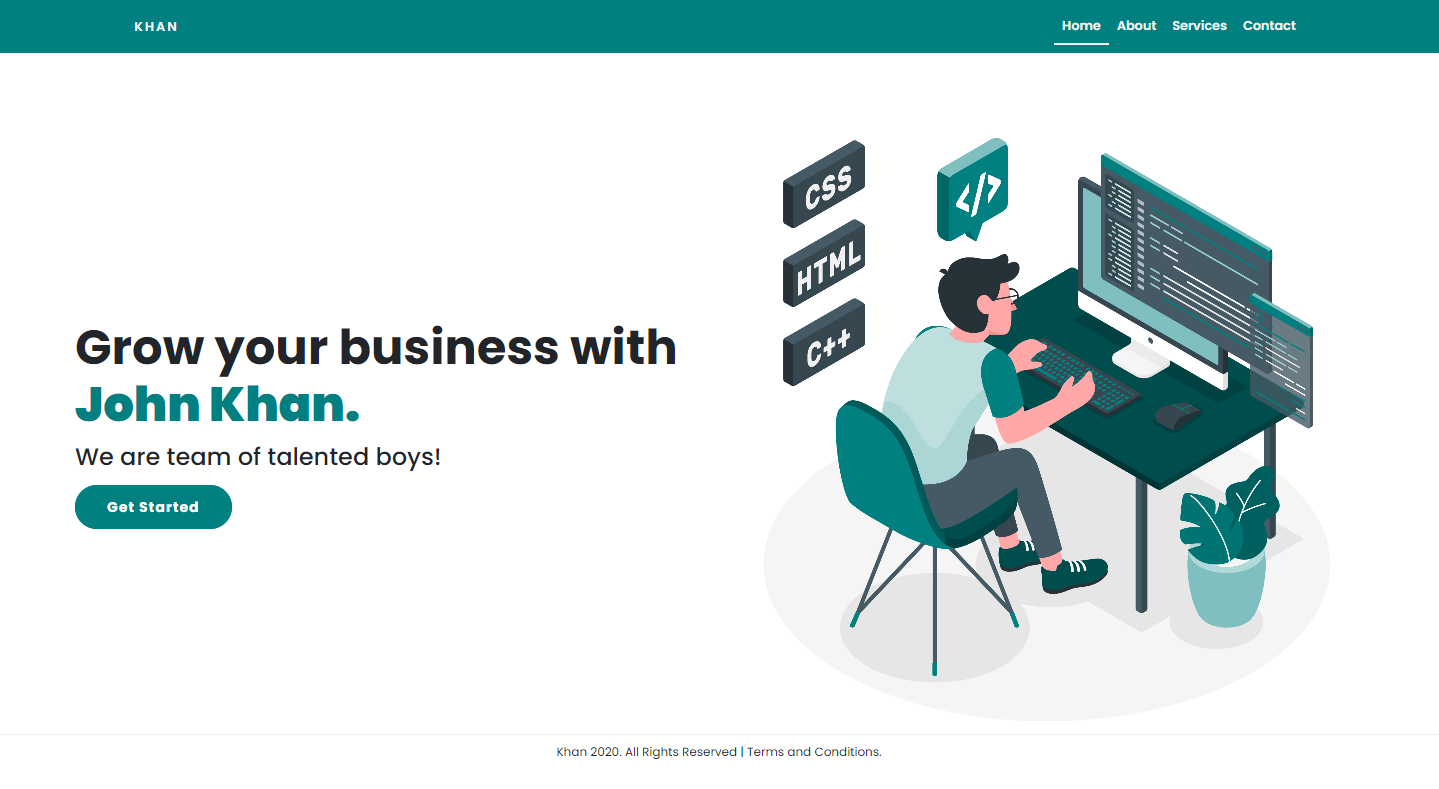 KHAN
Home About Services Contact
CSS
</>
HTML
C++
Grow your business with
John Khan.
We are team of talented boys!
Get Started
Khan 2020. All Rights Reserved | Terms and Conditions.